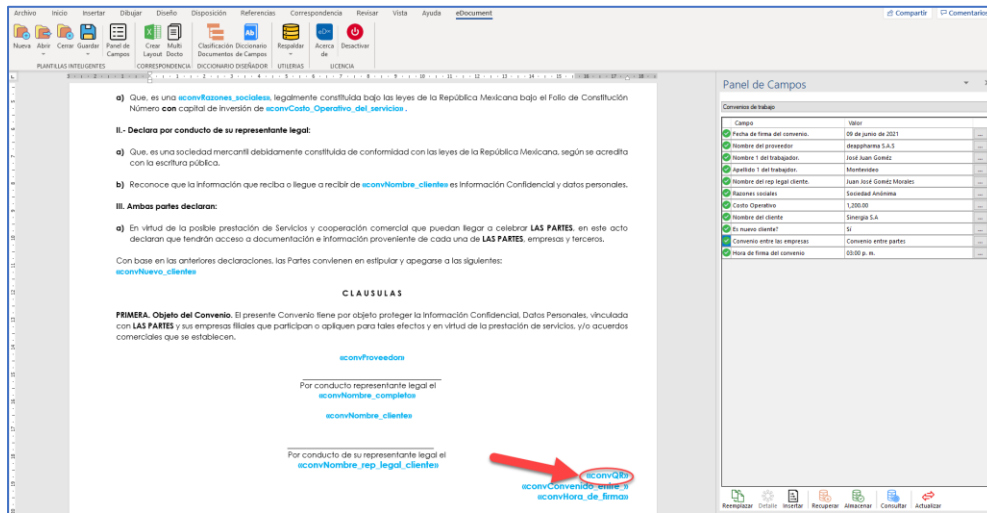 Archivo Inicio Insertar Dibujar Diseño Disposición Referencias Correspondencia Revisar Vista Ayuda eDocument Compartir Comentarios
Nueva Abrir Cerrar Guardar Panel de Campos Crear Layout Multi Docto Clasificación Documentos Diccionario de Campos Respaldar Acerca de Desactivar
PLANTILLAS INTELIGENTES CORRESPONDENCIA DICCIONARIO DISEÑADOR UTILERIAS LICENCIA
a) Que, es una «convRazones_sociales», legalmente constituida bajo las leyes de la República Mexicana bajo el Folio de Constitución
Número con capital de inversión de «convCosto_Operativo_del_servicio».
II.- Declara por conducto de su representante legal:
a) Que, es una sociedad mercantil debidamente constituida de conformidad con las leyes de la República Mexicana, según se acredita
con la escritura pública.
b) Reconoce que la información que reciba o llegue a recibir de «convNombre_cliente» es Información Confidencial y datos personales.
III. Ambas partes declaran:
a) En virtud de la posible prestación de Servicios y cooperación comercial que puedan llegar a celebrar LAS PARTES, en este acto
declaran que tendrán acceso a documentación e información proveniente de cada una de LAS PARTES, empresas y terceros.
Con base en las anteriores declaraciones, las Partes convienen en estipular y apegarse a las siguientes:
«convNuevo_cliente»
CLAUSULAS
PRIMERA. Objeto del Convenio. El presente Convenio tiene por objeto proteger la Información Confidencial, Datos Personales, vinculada
con LAS PARTES y sus empresas filiales que participan o apliquen para tales efectos y en virtud de la prestación de servicios, y/o acuerdos
comerciales que se establecen.
«convProveedor»
Por conducto representante legal el
«convNombre_completo»
«convNombre_cliente»
Por conducto de su representante legal el
«convNombre_rep_legal_cliente»
«convQR»
«convConvenido_entre_»
«convHora_de_firma»
Panel de Campos
Convenios de trabajo
Campo Valor
Fecha de firma del convenio. 09 de junio de 2021
Nombre del proveedor deappharma S.A.S
Nombre 1 del trabajador. José Juan Goméz
Apellido 1 del trabajador. Montevideo
Nombre del rep legal cliente. Juan José Goméz Morales
Razones sociales Sociedad Anónima
Costo Operativo 1,200.00
Nombre del cliente Sinergia S.A
Es nuevo cliente? Sí
Convenio entre las empresas Convenio entre partes
Hora de firma del convenio 03:00 p. m.
Reemplazar Detalle Insertar Recuperar Almacenar Consultar Actualizar